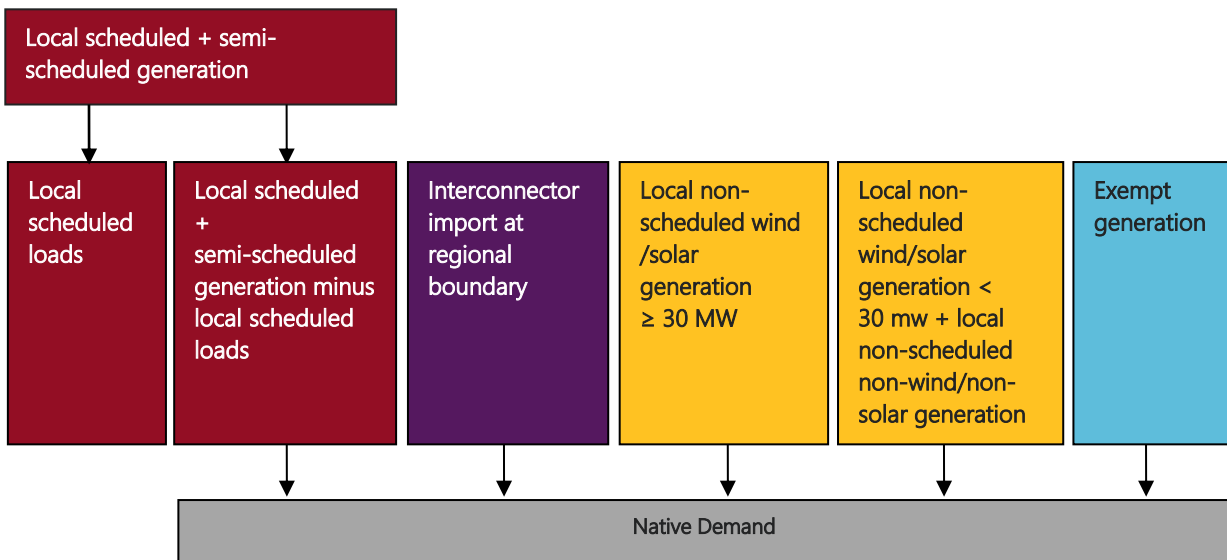 Local scheduled + semi-
scheduled generation
Local
scheduled
loads
Local scheduled
+
semi-scheduled
generation minus
local scheduled
loads
Interconnector
import at
regional
boundary
Local non-
scheduled wind
/solar
generation
≥ 30 MW
Local non-
scheduled
wind/solar
generation <
30 mw + local
non-scheduled
non-wind/non-
solar generation
Exempt
generation
Native Demand